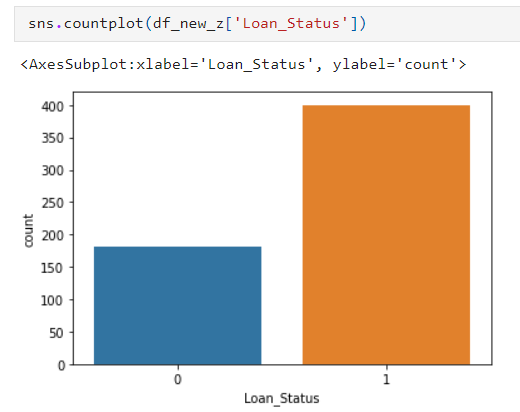 sns.countplot(df_new_z['Loan_Status'])
<AxesSubplot:xlabel='Loan_Status', ylabel='count'>
400
350
300
250
200
150
100
50
0
count
0 1
Loan_Status